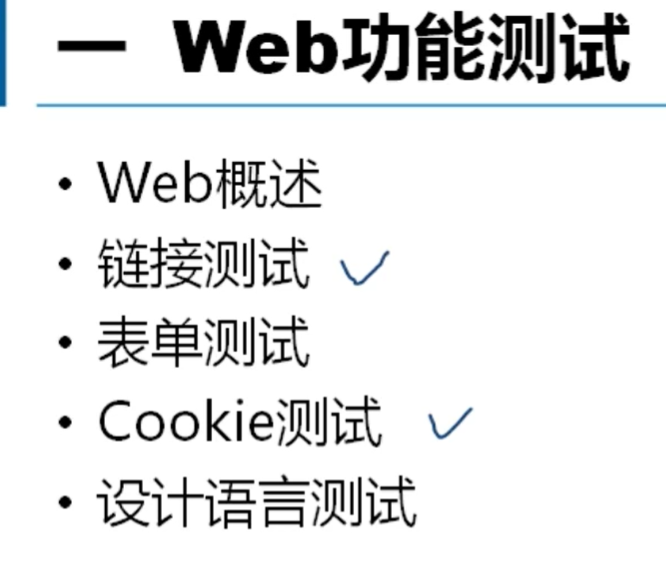 一 Web功能测试
• Web概述
• 链接测试 ✓
• 表单测试
• Cookie测试 ✓
• 设计语言测试